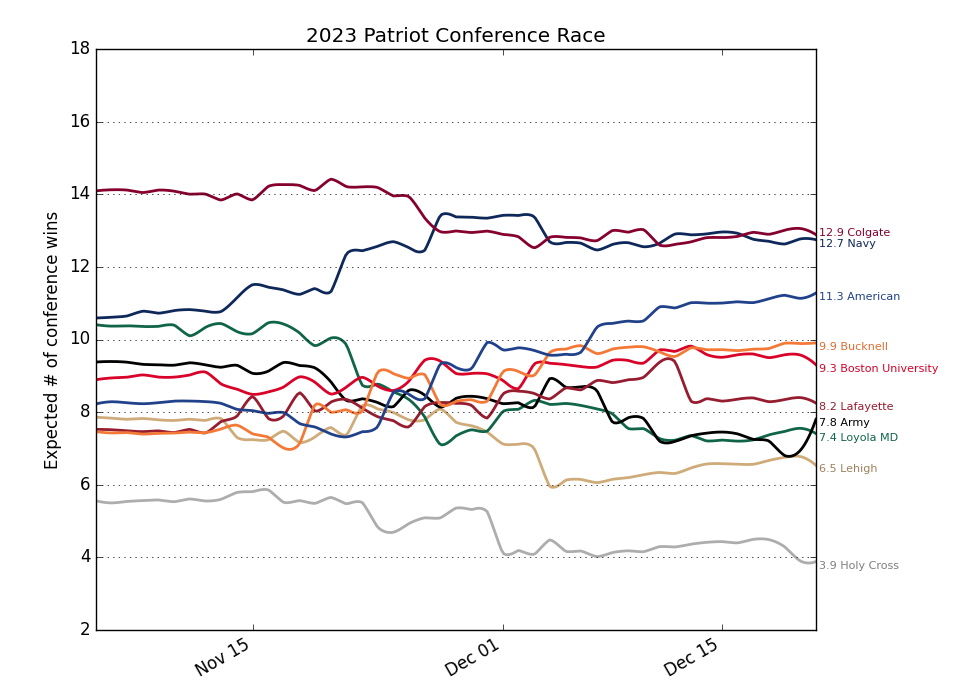 2023 Patriot Conference Race
Expected # of conference wins
18
16
14
12
10
8
6
4
2
Nov 15
Dec 01
Dec 15
12.9 Colgate
12.7 Navy
11.3 American
9.9 Bucknell
9.3 Boston University
8.2 Lafayette
7.8 Army
7.4 Loyola MD
6.5 Lehigh
3.9 Holy Cross